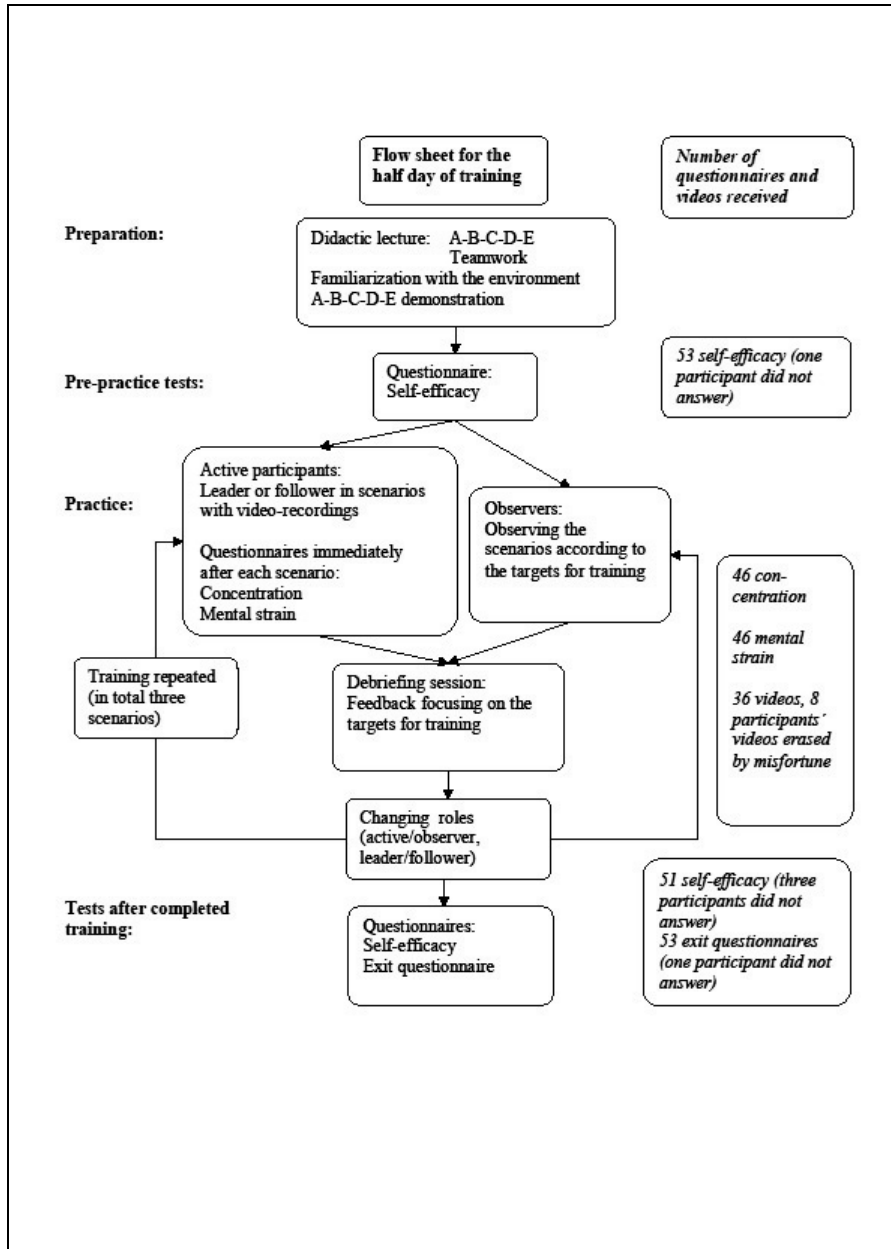 Flow sheet for the
half day of training
Number of
questionnaires and
videos received
Preparation:
Didactic lecture: A-B-C-D-E
Teamwork
Familiarization with the environment
A-B-C-D-E demonstration
Pre-practice tests:
Questionnaire:
Self-efficacy
53 self-efficacy (one
participant did not
answer)
Practice:
Active participants:
Leader or follower in scenarios
with video-recordings
Questionnaires immediately
after each scenario:
Concentration
Mental strain
Observers:
Observing the
scenarios according to
the targets for training
46 con-
centration
46 mental
strain
36 videos, 8
participants´
videos erased
by misfortune
Training repeated
(in total three
scenarios)
Debriefing session:
Feedback focusing on the
targets for training
Changing roles
(active/observer,
leader/follower)
Tests after completed
training:
Questionnaires:
Self-efficacy
Exit questionnaire
51 self-efficacy (three
participants did not
answer)
53 exit questionnaires
(one participant did not
answer)